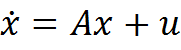 ẋ = Ax + u